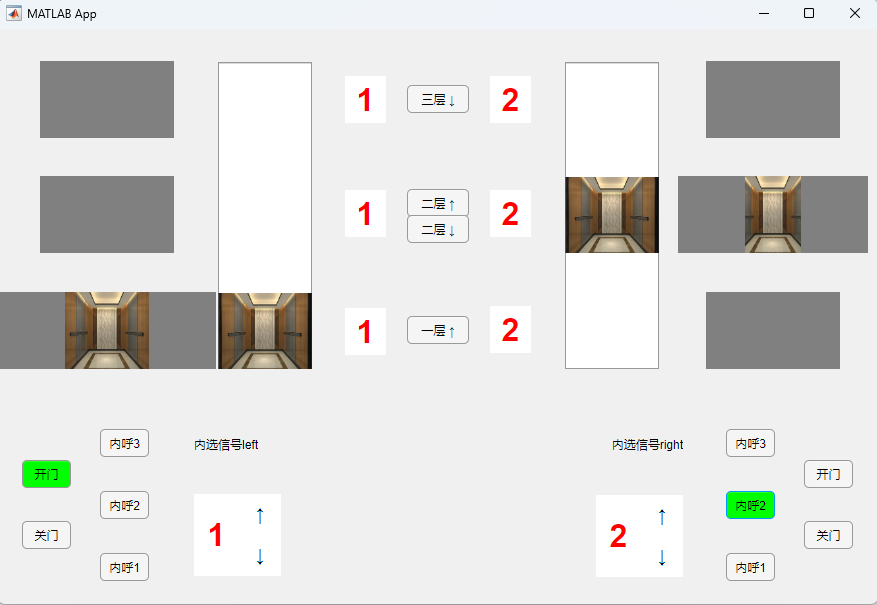 MATLAB App
1 三层↓ 2
1 二层↑ 2
二层↓
1 一层↑ 2
内呼3 内选信号left 内选信号right 内呼3
开门 开门
内呼2 内呼2
1 ↑ 2 ↑
关门 关门
↓ ↓
内呼1 内呼1